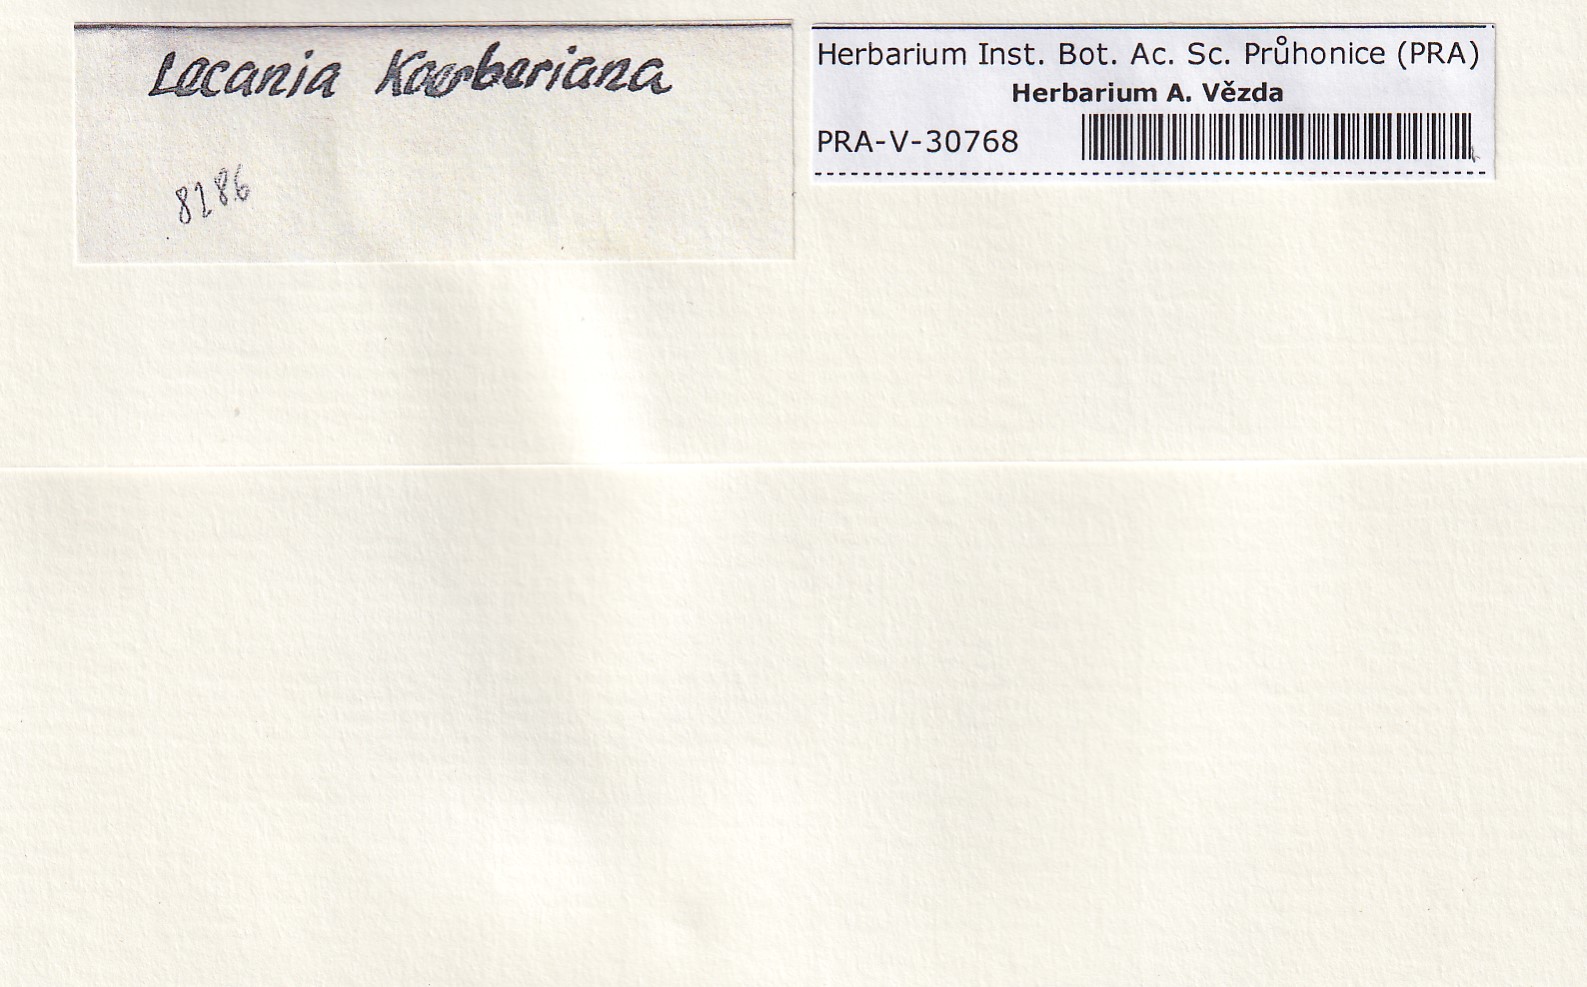 Lecania Koerberiana
8286
Herbarium Inst. Bot. Ac. Sc. Průhonice (PRA)
Herbarium A. Vězda
PRA-V-30768